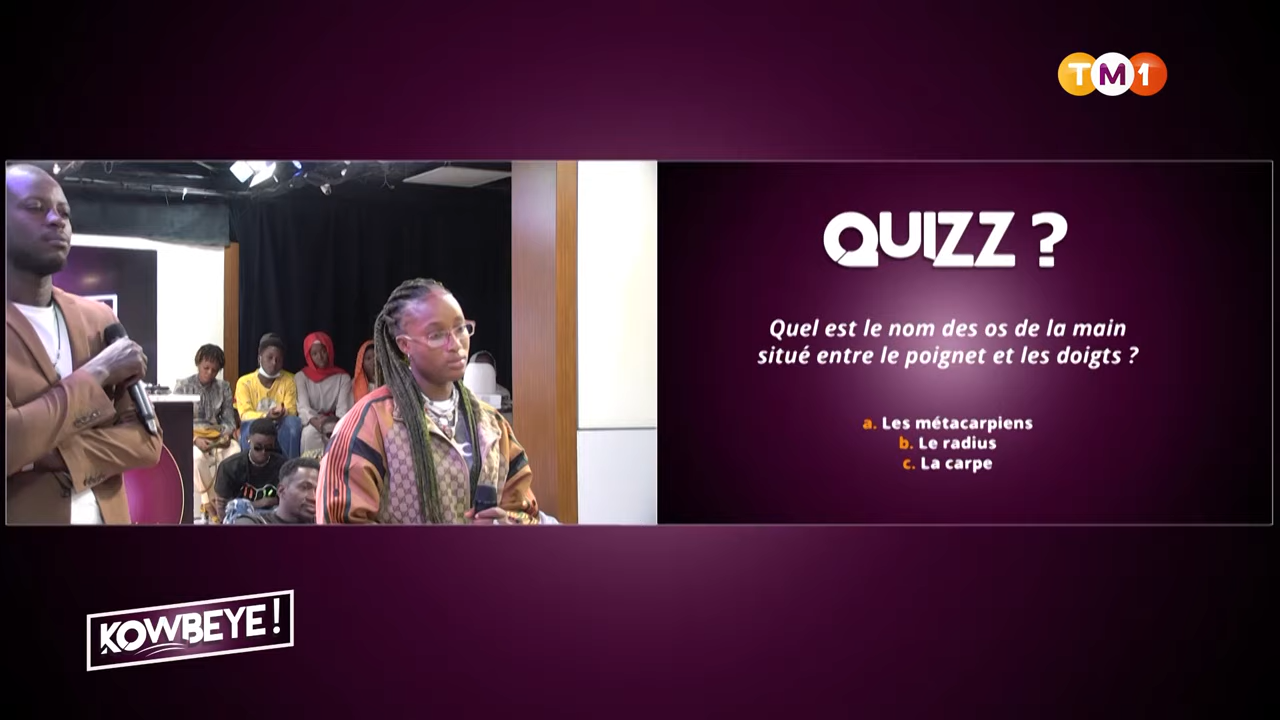 TM1
QUIZZ ?
Quel est le nom des os de la main
situé entre le poignet et les doigts ?
a. Les métacarpiens
b. Le radius
c. La carpe
KOWBEYE !